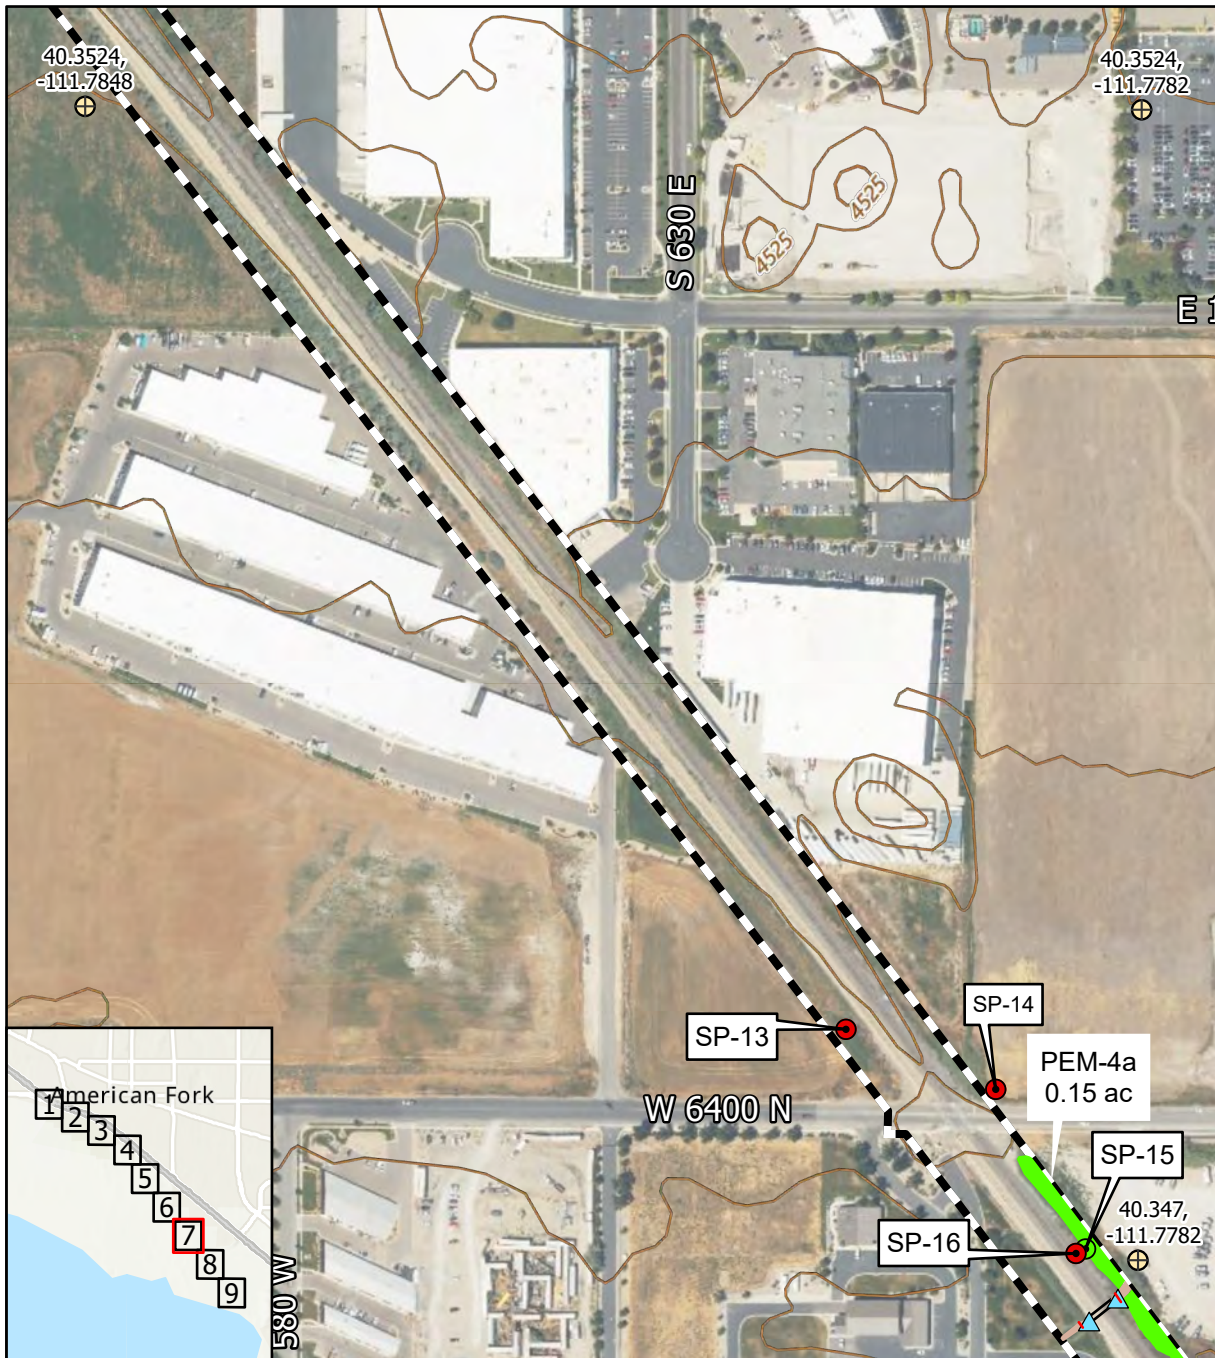 40.3524,
-111.7848
40.3524,
-111.7782
S 630 E
4525
4525
E 1
SP-14
SP-13
PEM-4a
0.15 ac
W 6400 N
SP-15
40.347,
-111.7782
SP-16
580 W
American Fork
1
2
3
4
5
6
7
8
9